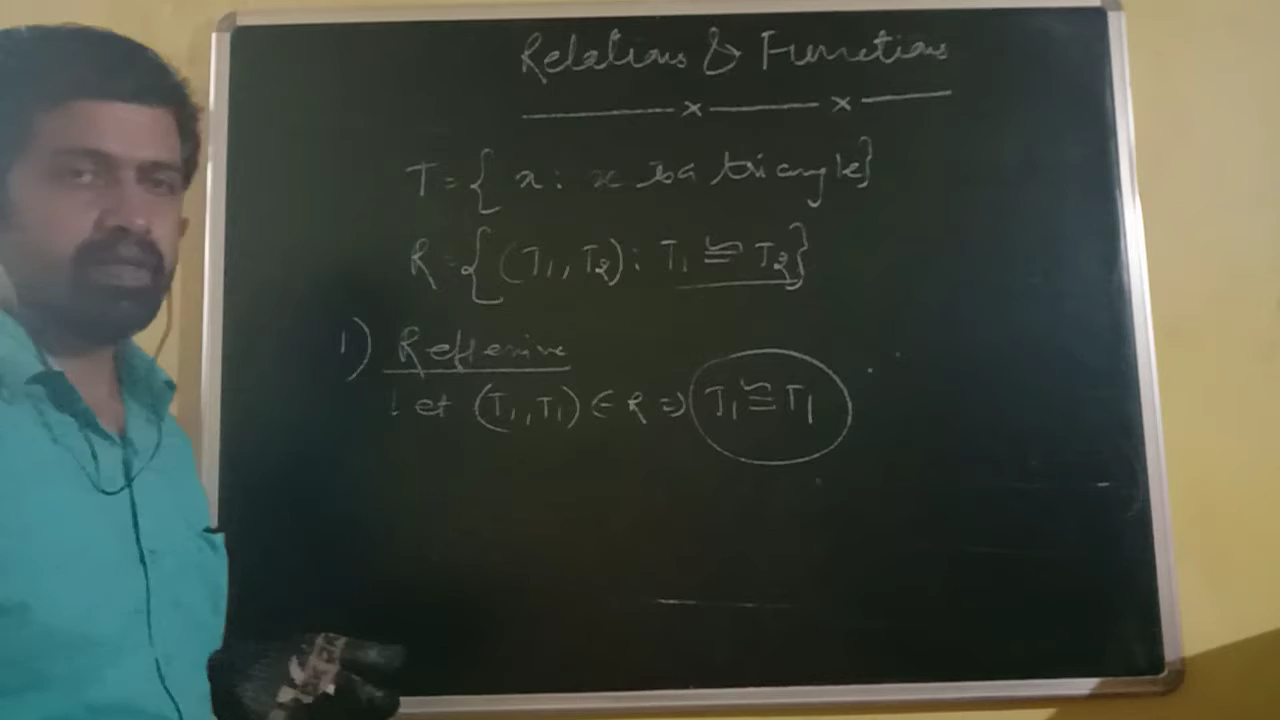 Relations & Functions
T = { x : x is a triangle}
R = { (T₁, T₂) : T₁ ≅ T₂}
1) Reflexive
Let (T₁, T₁) ∈ R ⇒ T₁ ≅ T₁